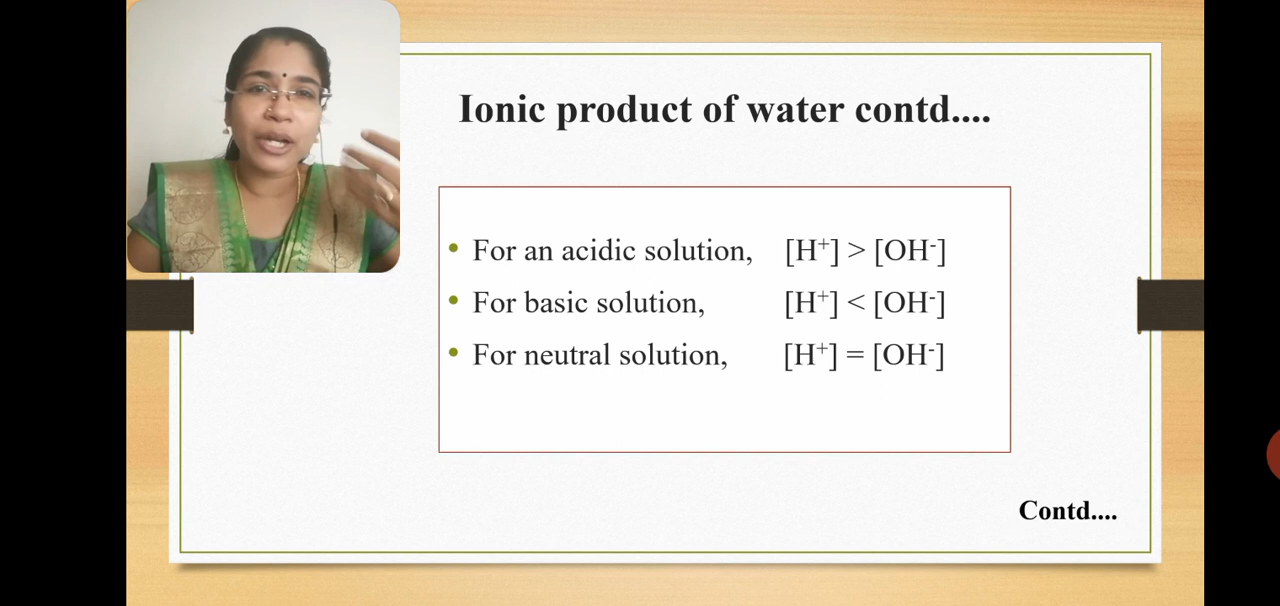 Ionic product of water contd....
• For an acidic solution, [H⁺] > [OH⁻]
• For basic solution, [H⁺] < [OH⁻]
• For neutral solution, [H⁺] = [OH⁻]
Contd....